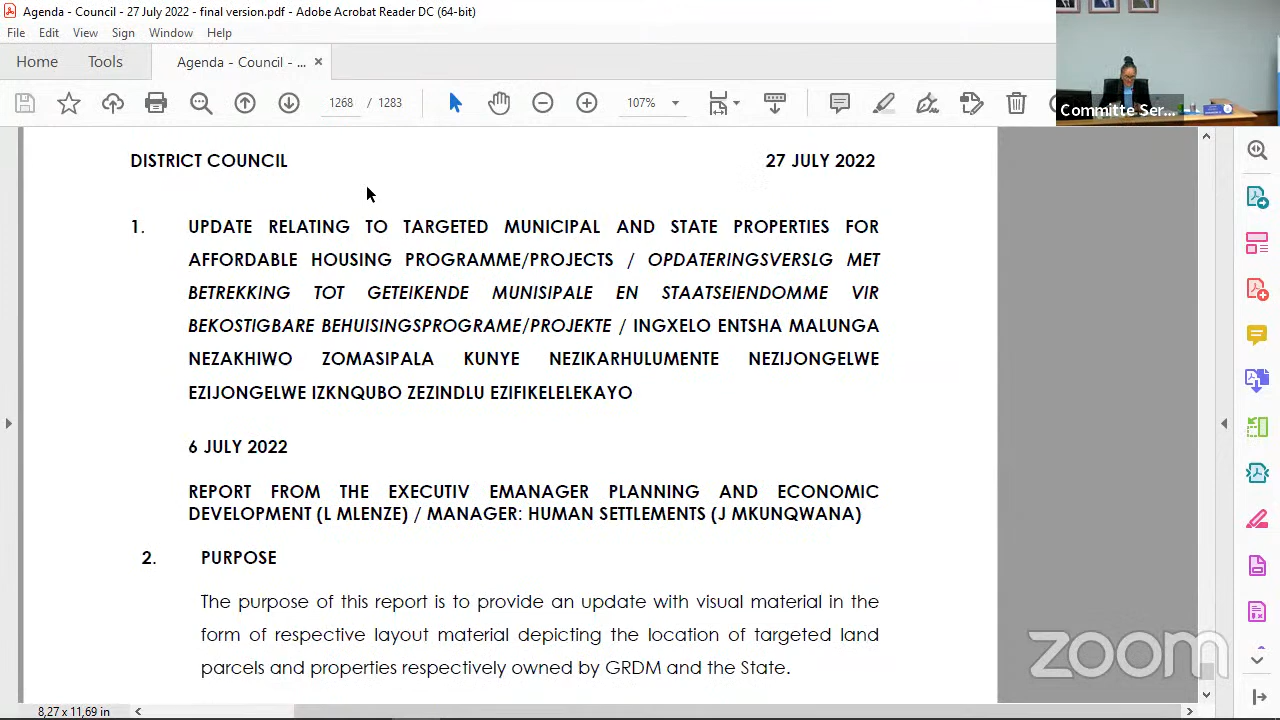 Agenda - Council - 27 July 2022 - final version.pdf - Adobe Acrobat Reader DC (64-bit)
File Edit View Sign Window Help
Home Tools Agenda - Council - ... ×
1268 / 1283 107%
Committe Ser...
DISTRICT COUNCIL 27 JULY 2022
1. UPDATE RELATING TO TARGETED MUNICIPAL AND STATE PROPERTIES FOR
AFFORDABLE HOUSING PROGRAMME/PROJECTS / OPDATERINGSVERSLG MET
BETREKKING TOT GETEIKENDE MUNISIPALE EN STAATSEIENDOMME VIR
BEKOSTIGBARE BEHUISINGSPROGRAME/PROJEKTE / INGXELO ENTSHA MALUNGA
NEZAKHIWO ZOMASIPALA KUNYE NEZIKARHULUMENTE NEZIJONGELWE
EZIJONGELWE IZKNQUBO ZEZINDLU EZIFIKELELEKAYO
6 JULY 2022
REPORT FROM THE EXECUTIV EMANAGER PLANNING AND ECONOMIC
DEVELOPMENT (L MLENZE) / MANAGER: HUMAN SETTLEMENTS (J MKUNQWANA)
2. PURPOSE
The purpose of this report is to provide an update with visual material in the
form of respective layout material depicting the location of targeted land
parcels and properties respectively owned by GRDM and the State.
zoom
8,27 x 11,69 in